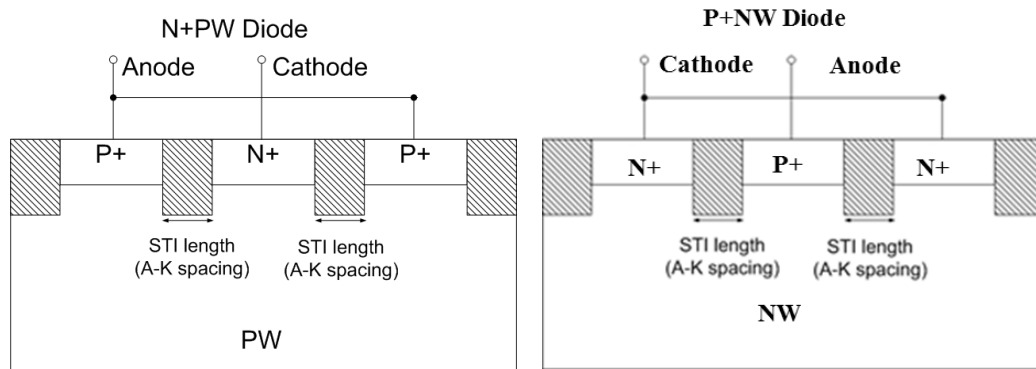 N+PW Diode
Anode
Cathode
P+
N+
P+
STI length
(A-K spacing)
STI length
(A-K spacing)
PW
P+NW Diode
Cathode
Anode
N+
P+
N+
STI length
(A-K spacing)
STI length
(A-K spacing)
NW